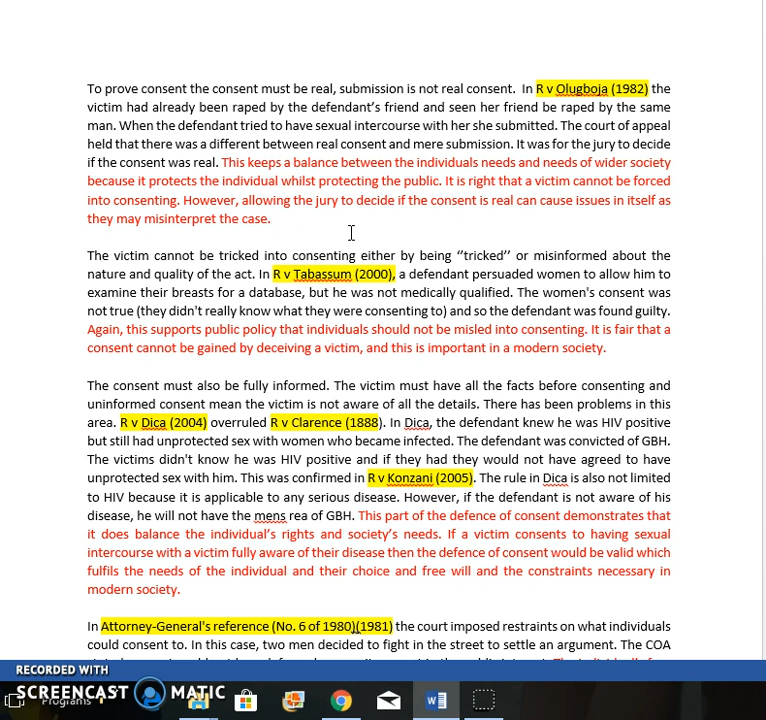 To prove consent the consent must be real, submission is not real consent.  In R v Olugboja (1982) the
victim had already been raped by the defendant's friend and seen her friend be raped by the same
man. When the defendant tried to have sexual intercourse with her she submitted. The court of appeal
held that there was a different between real consent and mere submission. It was for the jury to decide
if the consent was real. This keeps a balance between the individuals needs and needs of wider society
because it protects the individual whilst protecting the public. It is right that a victim cannot be forced
into consenting. However, allowing the jury to decide if the consent is real can cause issues in itself as
they may misinterpret the case.
The victim cannot be tricked into consenting either by being “tricked” or misinformed about the
nature and quality of the act. In R v Tabassum (2000), a defendant persuaded women to allow him to
examine their breasts for a database, but he was not medically qualified. The women's consent was
not true (they didn't really know what they were consenting to) and so the defendant was found guilty.
Again, this supports public policy that individuals should not be misled into consenting. It is fair that a
consent cannot be gained by deceiving a victim, and this is important in a modern society.
The consent must also be fully informed. The victim must have all the facts before consenting and
uninformed consent mean the victim is not aware of all the details. There has been problems in this
area. R v Dica (2004) overruled R v Clarence (1888). In Dica, the defendant knew he was HIV positive
but still had unprotected sex with women who became infected. The defendant was convicted of GBH.
The victims didn't know he was HIV positive and if they had they would not have agreed to have
unprotected sex with him. This was confirmed in R v Konzani (2005). The rule in Dica is also not limited
to HIV because it is applicable to any serious disease. However, if the defendant is not aware of his
disease, he will not have the mens rea of GBH. This part of the defence of consent demonstrates that
it does balance the individual's rights and society's needs. If a victim consents to having sexual
intercourse with a victim fully aware of their disease then the defence of consent would be valid which
fulfils the needs of the individual and their choice and free will and the constraints necessary in
modern society.
In Attorney-General's reference (No. 6 of 1980)(1981) the court imposed restraints on what individuals
could consent to. In this case, two men decided to fight in the street to settle an argument. The COA
RECORDED WITH
SCREENCAST MATIC
Programs